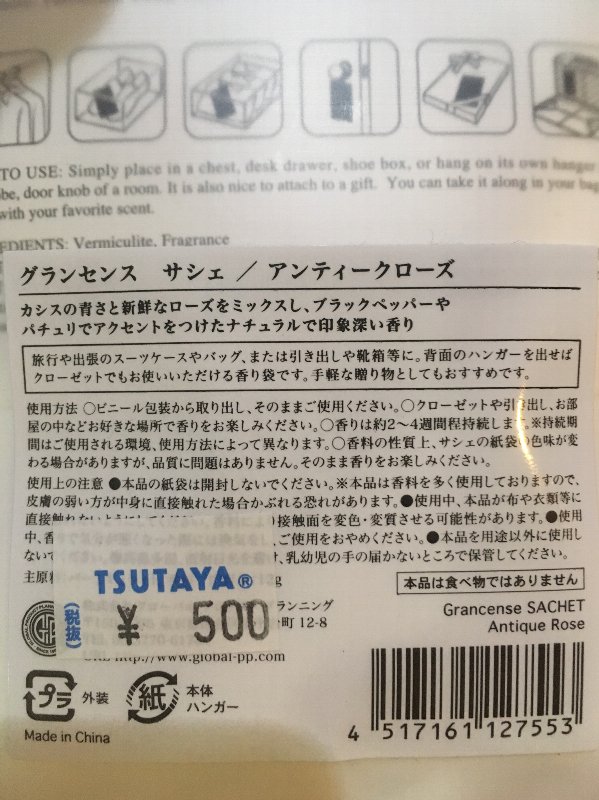 TO USE: Simply place in a chest, desk drawer, shoe box, or hang on its own hanger
be, door knob of a room. It is also nice to attach to a gift. You can take it along in your bag
with your favorite scent.
EDIENTS: Vermiculite, Fragrance
グランセンス サシェ / アンティークローズ
カシスの青さと新鮮なローズをミックスし、ブラックペッパーや
パチュリでアクセントをつけたナチュラルで印象深い香り
旅行や出張のスーツケースやバッグ、または引き出しや靴箱等に。背面のハンガーを出せば
クローゼットでもお使いいただける香り袋です。手軽な贈り物としてもおすすめです。
使用方法 ○ビニール包装から取り出し、そのままご使用ください。○クローゼットや引き出し、お部
屋の中などお好きな場所で香りをお楽しみください。○香りは約2~4週間程持続します。※持続期
間はご使用される環境、使用方法によって異なります。○香料の性質上、サシェの紙袋の色味が変
わる場合がありますが、品質に問題はありません。そのまま香りをお楽しみください。
使用上の注意 ●本品の紙袋は開封しないでください。※本品は香料を多く使用しておりますので、
皮膚の弱い方が中身に直接触れた場合かぶれる恐れがあります。●使用中、本品が布や衣類等に
直接触れないようにしてください。香料により接触面を変色・変質させる可能性があります。●使用
中、香 ご使用をおやめください。●本品を用途以外に使用し
ないで 、乳幼児の手の届かないところで保管してください。
主原 g
本品は食べ物ではありません
TSUTAYA®
(税抜) ¥ 500
ランニング
町 12-8
URL http://www.global-pp.com
Grancense SACHET
Antique Rose
プラ 外装
紙 本体
ハンガー
Made in China
4 517161 127553